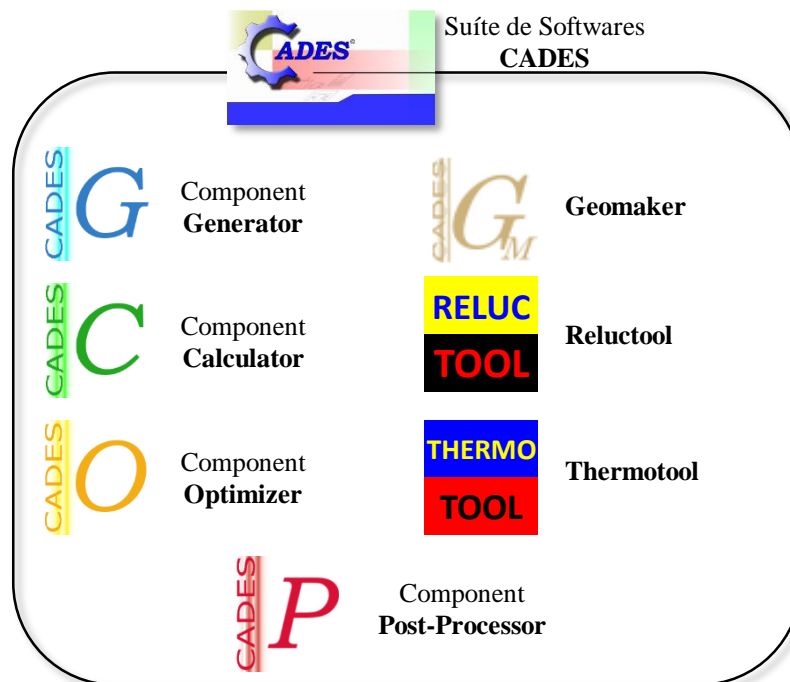 CADES©
Suíte de Softwares
CADES
CADES G
Component
Generator
CADES GM
Geomaker
CADES C
Component
Calculator
RELUC
TOOL
Reluctool
CADES O
Component
Optimizer
THERMO
TOOL
Thermotool
CADES P
Component
Post-Processor